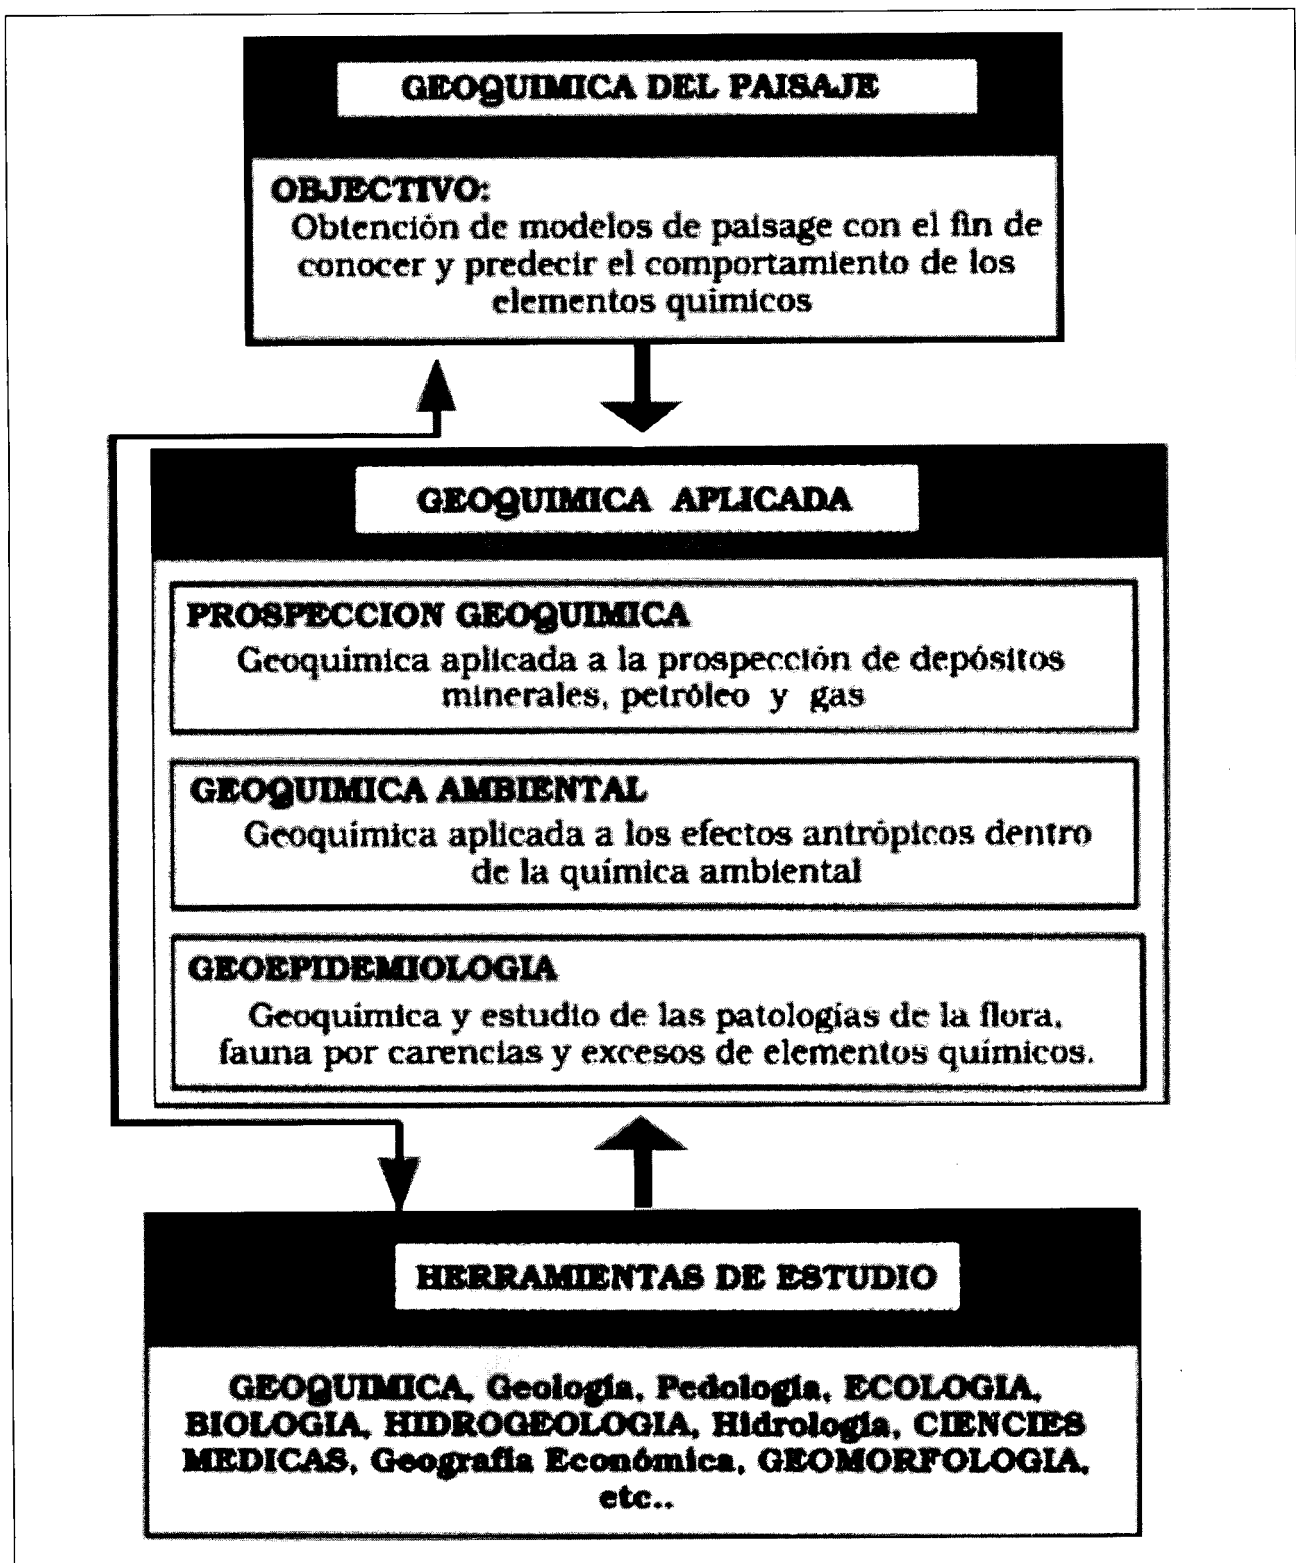 GEOQUIMICA DEL PAISAJE
OBJECTIVO:
Obtención de modelos de paisage con el fin de
conocer y predecir el comportamiento de los
elementos químicos
GEOQUIMICA APLICADA
PROSPECCION GEOQUIMICA
Geoquímica aplicada a la prospección de depósitos
minerales, petróleo y gas
GEOQUIMICA AMBIENTAL
Geoquímica aplicada a los efectos antrópicos dentro
de la química ambiental
GEOEPIDEMIOLOGIA
Geoquímica y estudio de las patologías de la flora,
fauna por carencias y excesos de elementos químicos.
HERRAMIENTAS DE ESTUDIO
GEOQUIMICA, Geología, Pedología, ECOLOGIA,
BIOLOGIA, HIDROGEOLOGIA, Hidrología, CIENCIES
MEDICAS, Geografía Económica, GEOMORFOLOGIA,
etc..